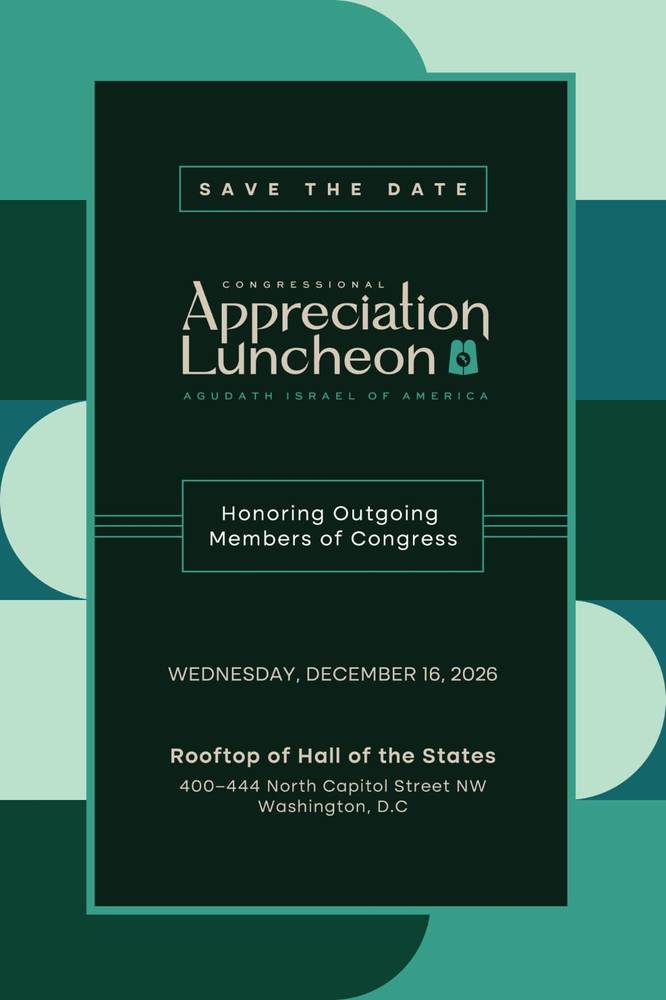 SAVE THE DATE
CONGRESSIONAL
Appreciation
Luncheon
AGUDATH ISRAEL OF AMERICA
Honoring Outgoing
Members of Congress
WEDNESDAY, DECEMBER 16, 2026
Rooftop of Hall of the States
400–444 North Capitol Street NW
Washington, D.C